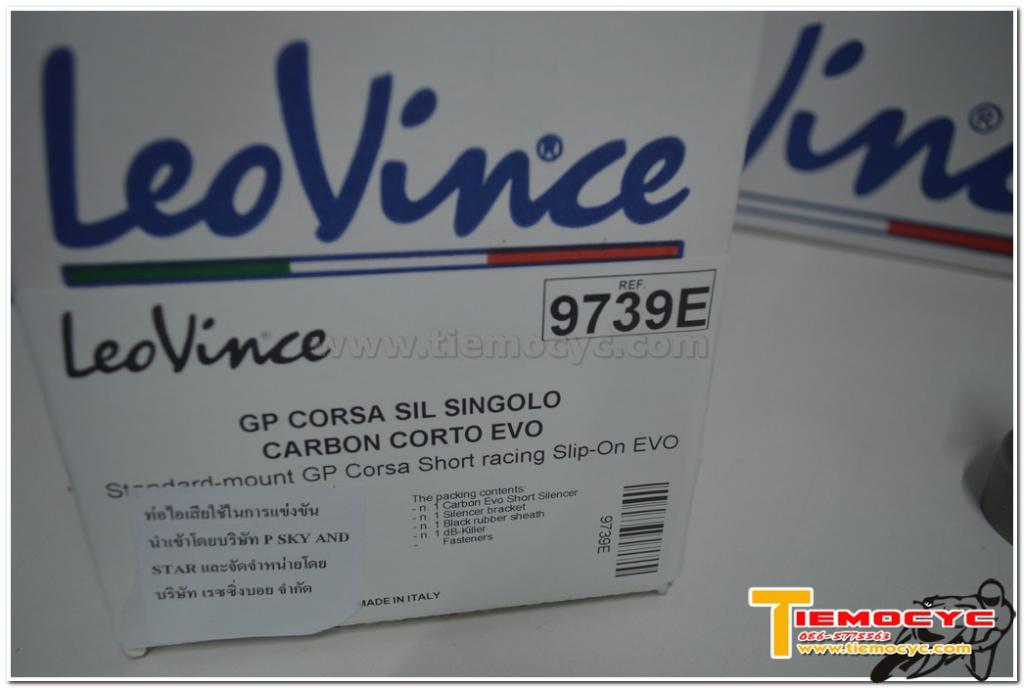 LeoVince®
Vinc®
LeoVince
REF.
9739E
www.tiemocyc.com
GP CORSA SIL SINGOLO
CARBON CORTO EVO
Standard-mount GP Corsa Short racing Slip-On EVO
The packing contents:
- n. 1 Carbon Evo Short Silencer
- n. 1 Silencer bracket
- n. 1 Black rubber sheath
- n. 1 dB-Killer
- Fasteners
9739E
ท่อไอเสียใช้ในการแข่งขัน
นำเข้าโดยบริษัท P SKY AND
STAR และจัดจำหน่ายโดย
บริษัท เรซซิ่งบอย จำกัด
MADE IN ITALY
TIEMOCYC
086-5775563
www.tiemocyc.com